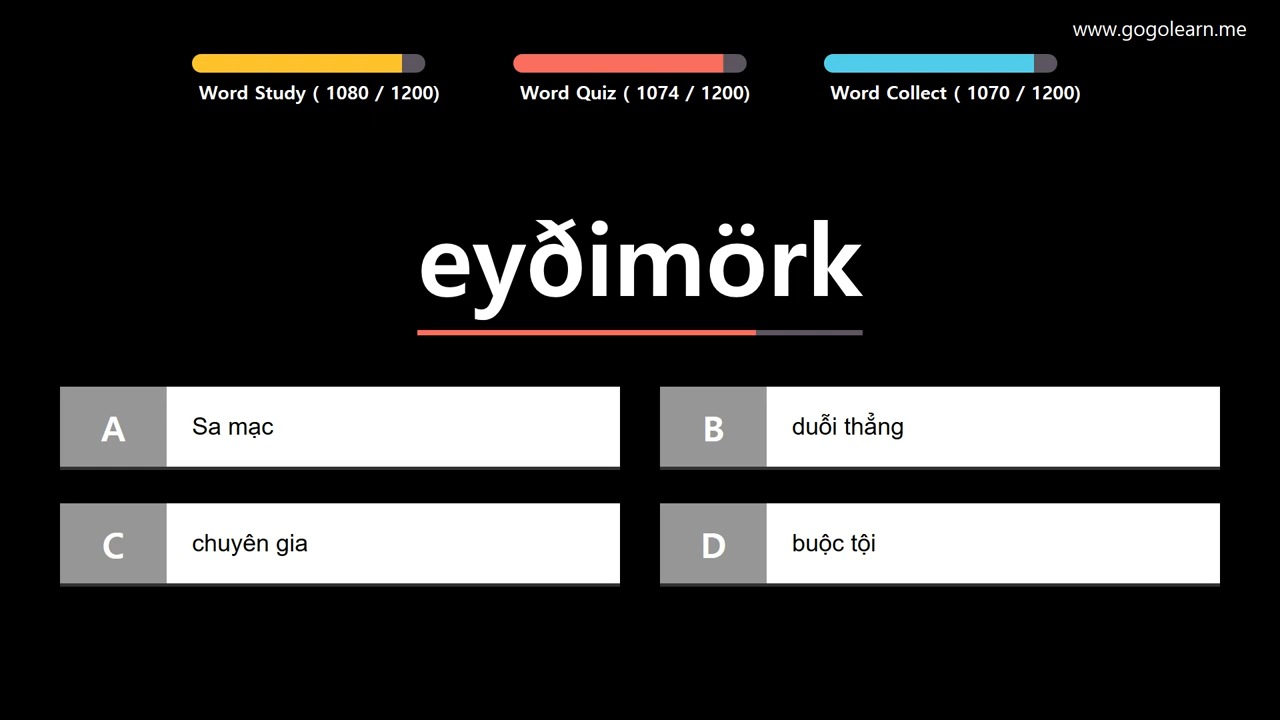 www.gogolearn.me
Word Study ( 1080 / 1200)
Word Quiz ( 1074 / 1200)
Word Collect ( 1070 / 1200)
eyðimörk
A
Sa mạc
B
duỗi thẳng
C
chuyên gia
D
buộc tội